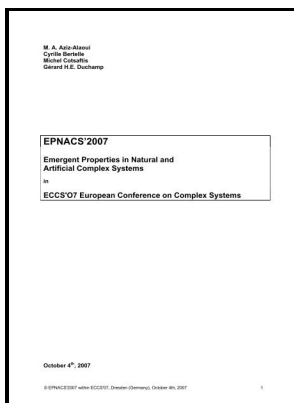 M. A. Aziz-Alaoui
Cyrille Bertelle
Michel Cotsaftis
Gérard H.E. Duchamp
EPNACS'2007
Emergent Properties in Natural and
Artificial Complex Systems
in
ECCS'O7 European Conference on Complex Systems
October 4th, 2007
© EPNACS'2007 within ECCS'07, Dresden (Germany), October 4th, 2007 1